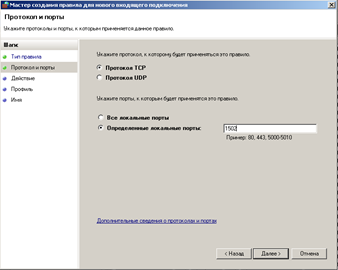 Мастер создания правила для нового входящего подключения
Протокол и порты
Укажите протоколы и порты, к которым применяется данное правило.
Шаги:
Тип правила
Протокол и порты
Действие
Профиль
Имя
Укажите протокол, к которому будет применяться это правило.
Протокол TCP
Протокол UDP
Укажите порты, к которым будет применяться это правило.
Все локальные порты
Определенные локальные порты:
1502
Пример: 80, 443, 5000-5010
Дополнительные сведения о протоколах и портах
< Назад
Далее >
Отмена